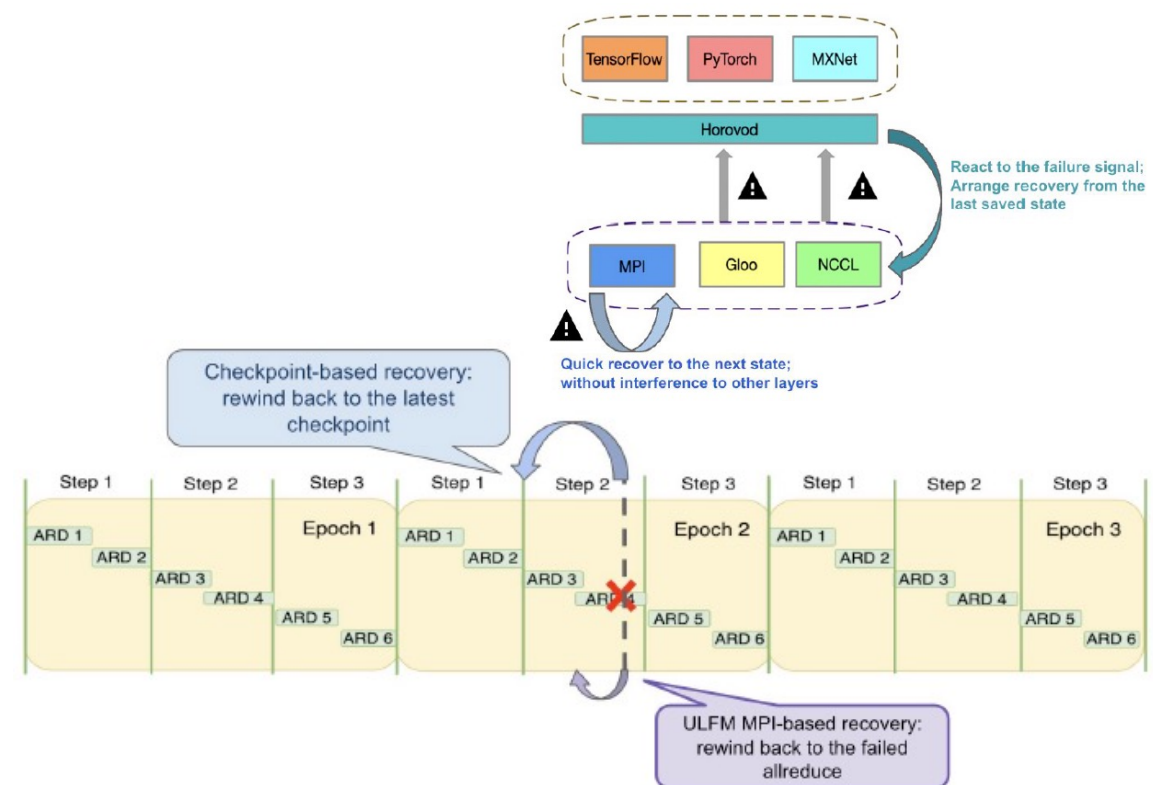 TensorFlow
PyTorch
MXNet
Horovod
React to the failure signal;
Arrange recovery from the
last saved state
MPI
Gloo
NCCL
Quick recover to the next state;
without interference to other layers
Checkpoint-based recovery:
rewind back to the latest
checkpoint
Step 1 Step 2 Step 3 Step 1 Step 2 Step 3 Step 1 Step 2 Step 3
Epoch 1 Epoch 2 Epoch 3
ARD 1 ARD 1 ARD 1
ARD 2 ARD 2 ARD 2
ARD 3 ARD 3 ARD 3
ARD 4 ARD 4 ARD 4
ARD 5 ARD 5 ARD 5
ARD 6 ARD 6 ARD 6
ULFM MPI-based recovery:
rewind back to the failed
allreduce